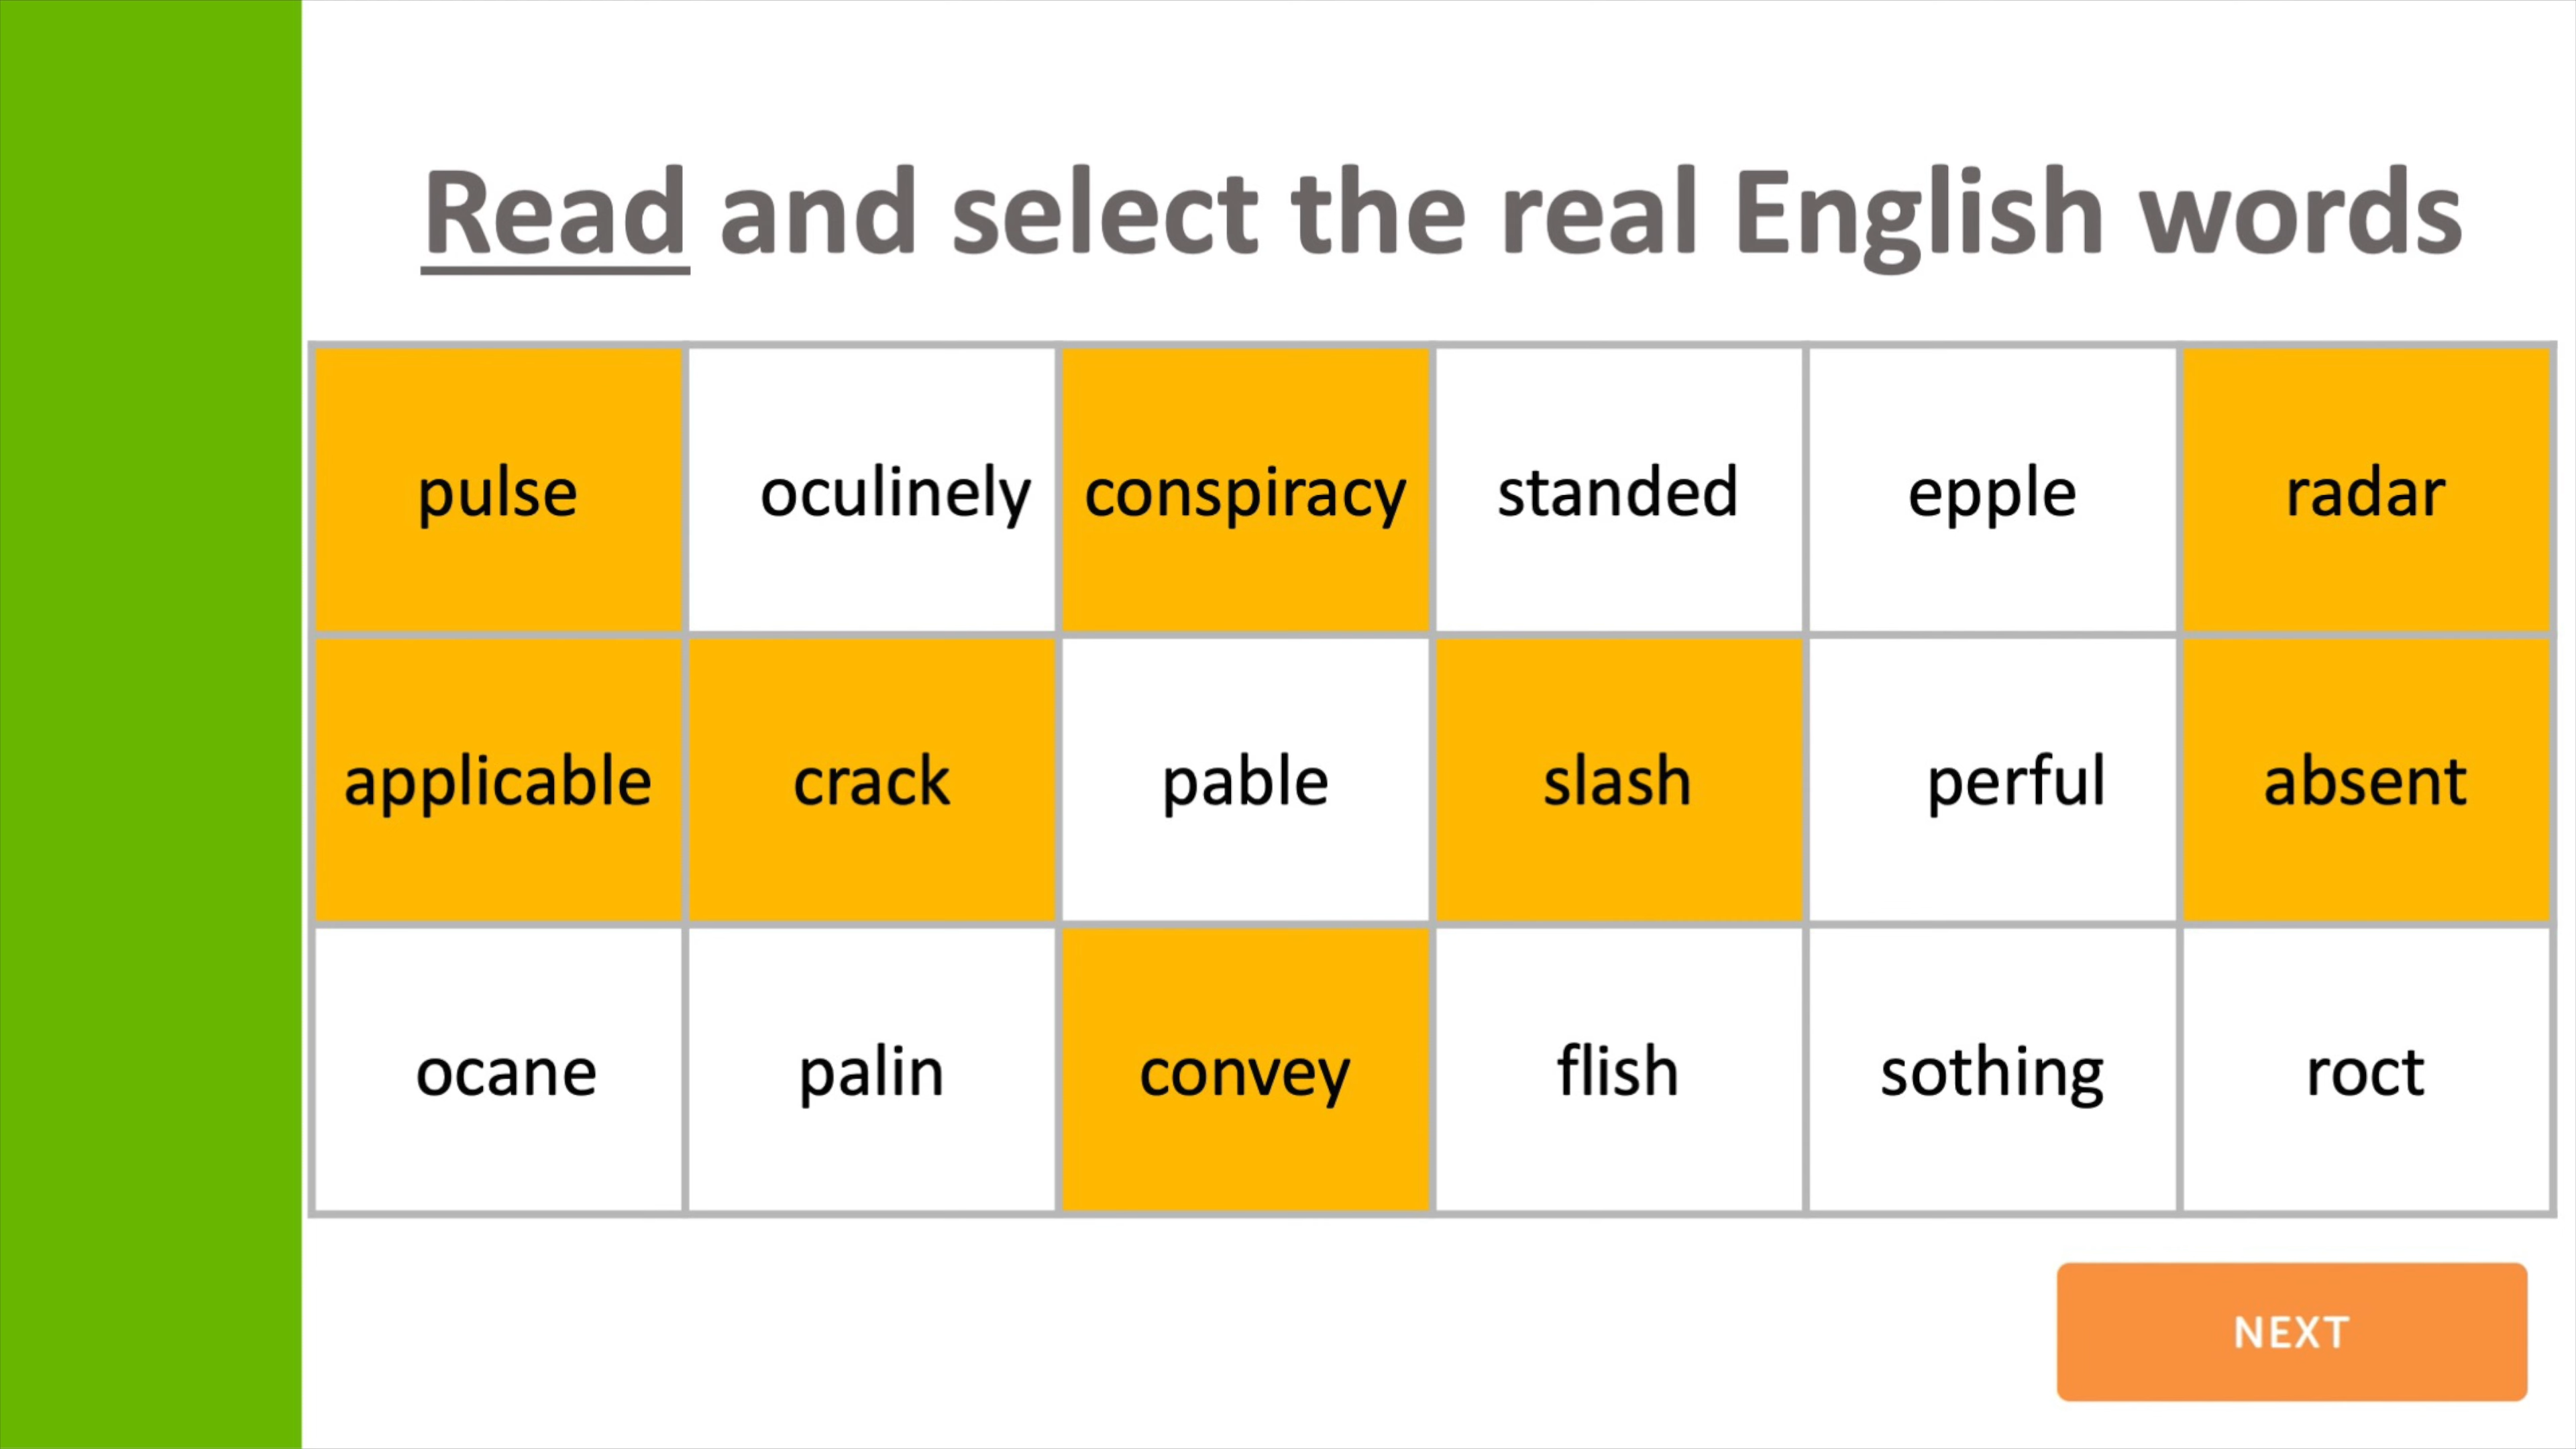 Read and select the real English words
pulse oculinely conspiracy standed epple radar
applicable crack pable slash perful absent
ocane palin convey flish sothing roct
NEXT